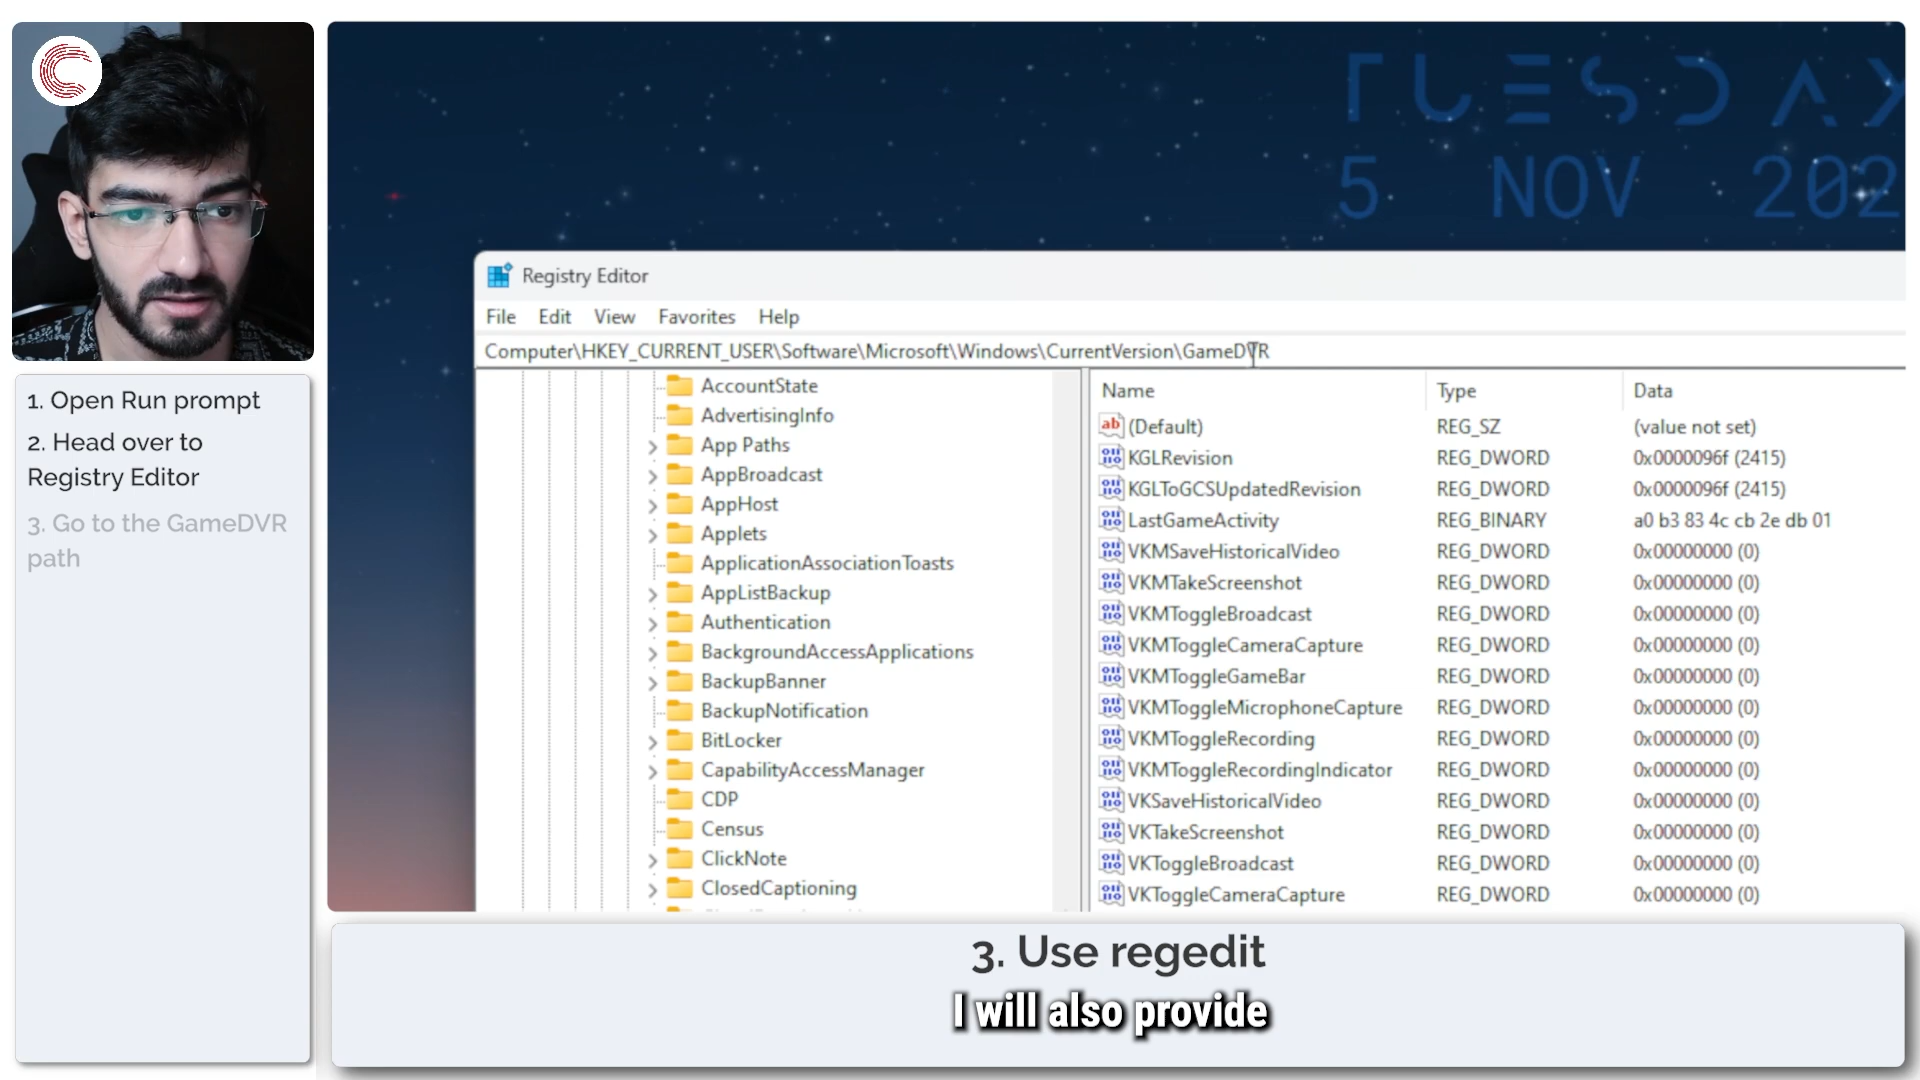 1. Open Run prompt
2. Head over to
Registry Editor
3. Go to the GameDVR
path
TUESDAY
5 NOV 202
Registry Editor
File Edit View Favorites Help
Computer\HKEY_CURRENT_USER\Software\Microsoft\Windows\CurrentVersion\GameDVR
AccountState
AdvertisingInfo
App Paths
AppBroadcast
AppHost
Applets
ApplicationAssociationToasts
AppListBackup
Authentication
BackgroundAccessApplications
BackupBanner
BackupNotification
BitLocker
CapabilityAccessManager
CDP
Census
ClickNote
ClosedCaptioning
Name Type Data
(Default) REG_SZ (value not set)
KGLRevision REG_DWORD 0x0000096f (2415)
KGLToGCSUpdatedRevision REG_DWORD 0x0000096f (2415)
LastGameActivity REG_BINARY a0 b3 83 4c cb 2e db 01
VKMSaveHistoricalVideo REG_DWORD 0x00000000 (0)
VKMTakeScreenshot REG_DWORD 0x00000000 (0)
VKMToggleBroadcast REG_DWORD 0x00000000 (0)
VKMToggleCameraCapture REG_DWORD 0x00000000 (0)
VKMToggleGameBar REG_DWORD 0x00000000 (0)
VKMToggleMicrophoneCapture REG_DWORD 0x00000000 (0)
VKMToggleRecording REG_DWORD 0x00000000 (0)
VKMToggleRecordingIndicator REG_DWORD 0x00000000 (0)
VKSaveHistoricalVideo REG_DWORD 0x00000000 (0)
VKTakeScreenshot REG_DWORD 0x00000000 (0)
VKToggleBroadcast REG_DWORD 0x00000000 (0)
VKToggleCameraCapture REG_DWORD 0x00000000 (0)
3. Use regedit
I will also provide